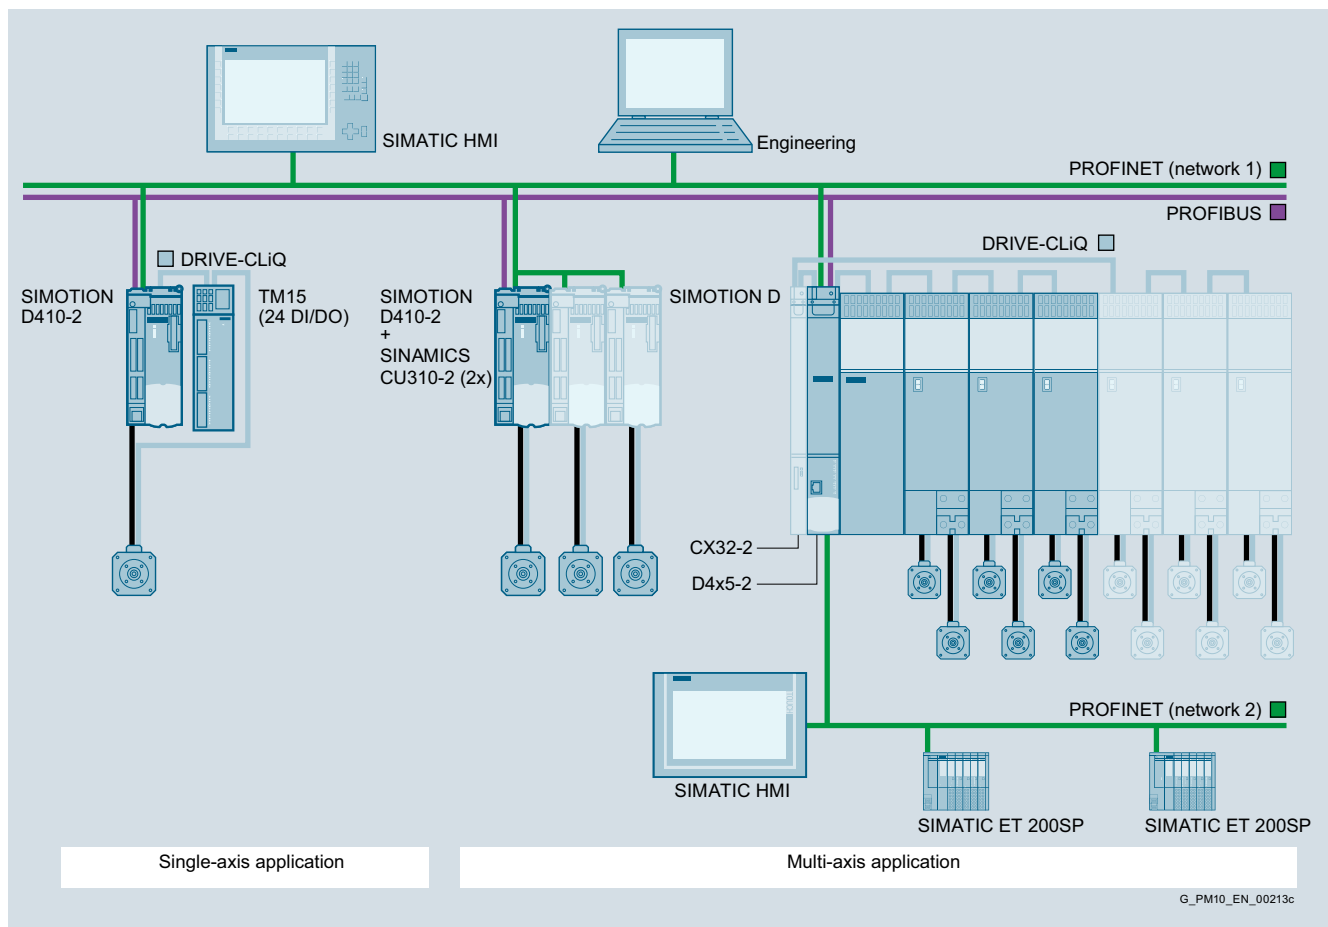 SIMATIC HMI
Engineering
PROFINET (network 1)
PROFIBUS
DRIVE-CLiQ
DRIVE-CLiQ
SIMOTION
D410-2
TM15
(24 DI/DO)
SIMOTION
D410-2
+
SINAMICS
CU310-2 (2x)
SIMOTION D
CX32-2
D4x5-2
TOUCH
PROFINET (network 2)
SIMATIC HMI
SIMATIC ET 200SP
SIMATIC ET 200SP
Single-axis application
Multi-axis application
G_PM10_EN_00213c